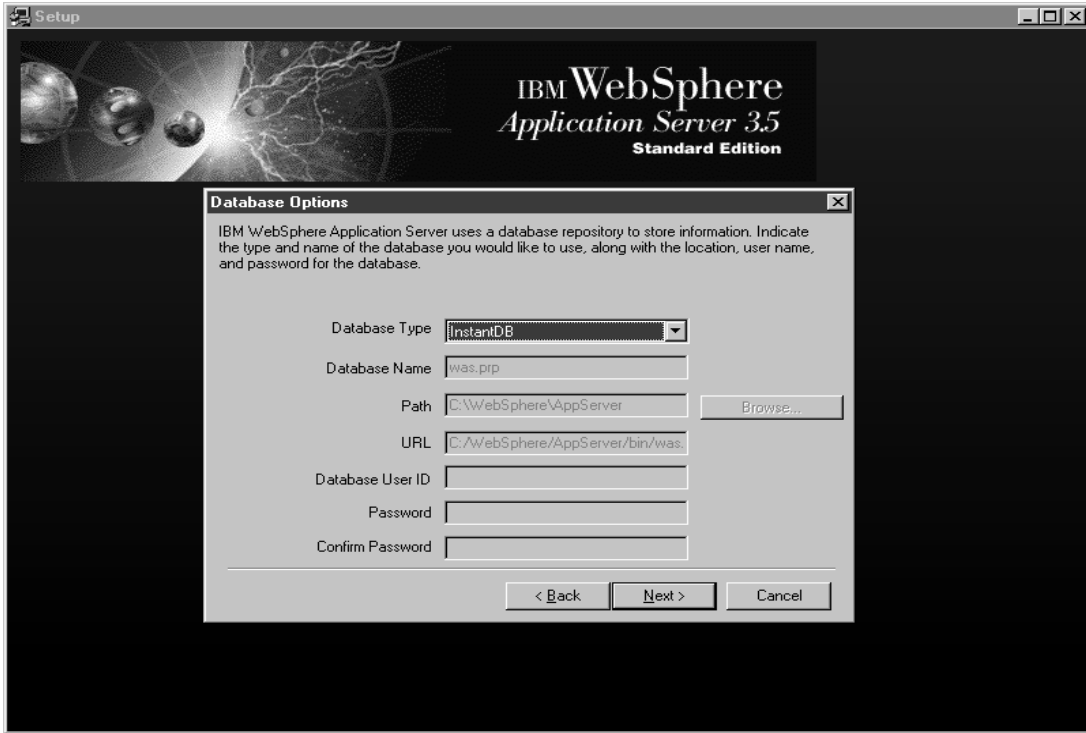 Setup
IBM WebSphere
Application Server 3.5
Standard Edition
Database Options
IBM WebSphere Application Server uses a database repository to store information. Indicate
the type and name of the database you would like to use, along with the location, user name,
and password for the database.
Database Type InstantDB
Database Name was.prp
Path C:\WebSphere\AppServer Browse...
URL C:/WebSphere/AppServer/bin/was.
Database User ID
Password
Confirm Password
< Back Next > Cancel